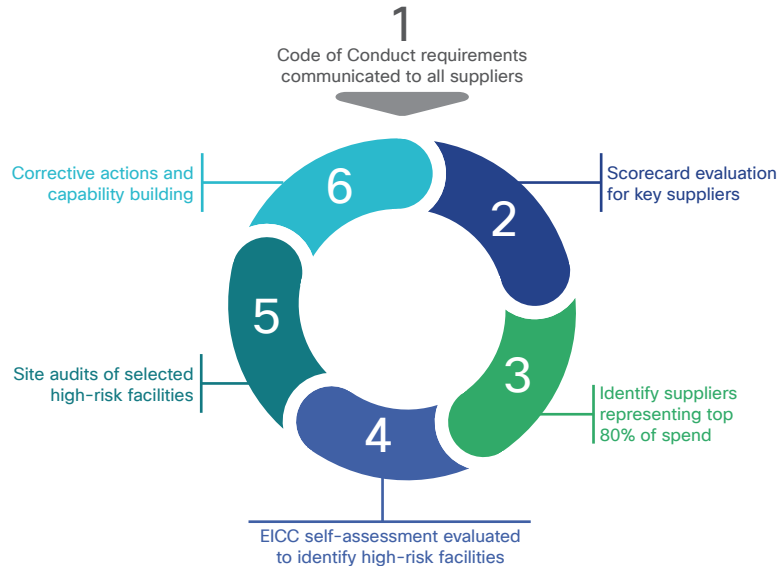 1
Code of Conduct requirements
communicated to all suppliers
2
Scorecard evaluation
for key suppliers
3
Identify suppliers
representing top
80% of spend
4
EICC self-assessment evaluated
to identify high-risk facilities
5
Site audits of selected
high-risk facilities
6
Corrective actions and
capability building